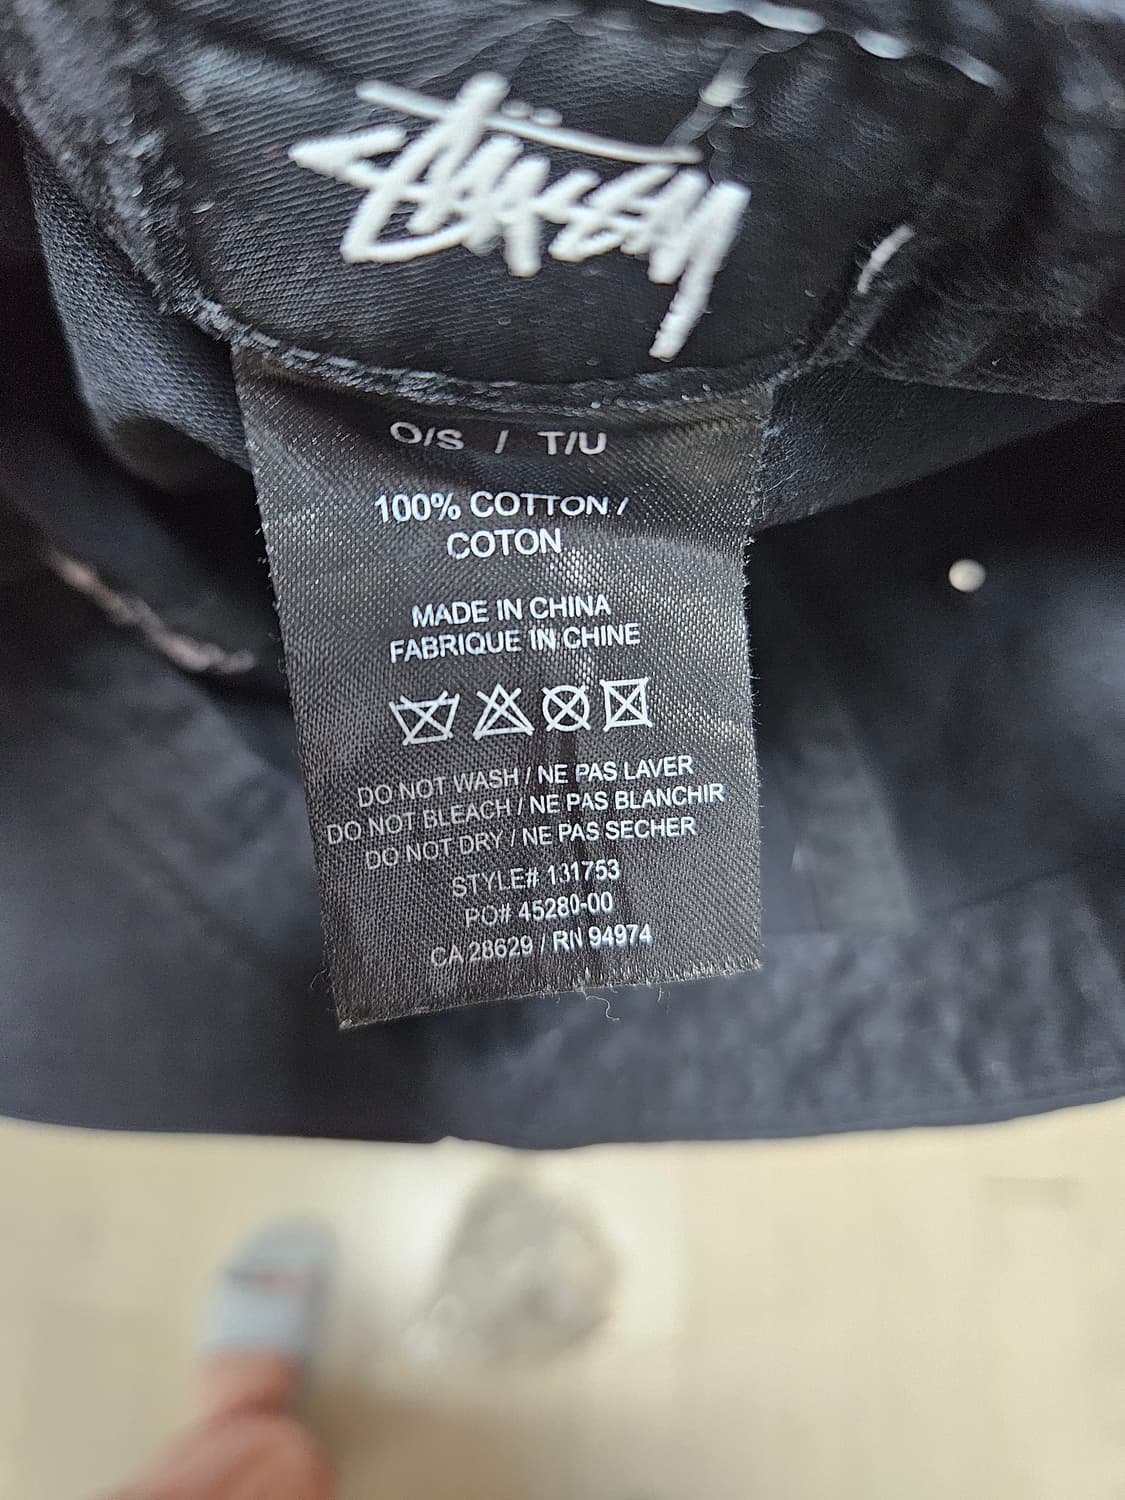 STÜSSY
O/S / T/U
100% COTTON /
COTON
MADE IN CHINA
FABRIQUE IN CHINE
DO NOT WASH / NE PAS LAVER
DO NOT BLEACH / NE PAS BLANCHIR
DO NOT DRY / NE PAS SECHER
STYLE# 131753
PO# 45280-00
CA 28629 / RN 94974